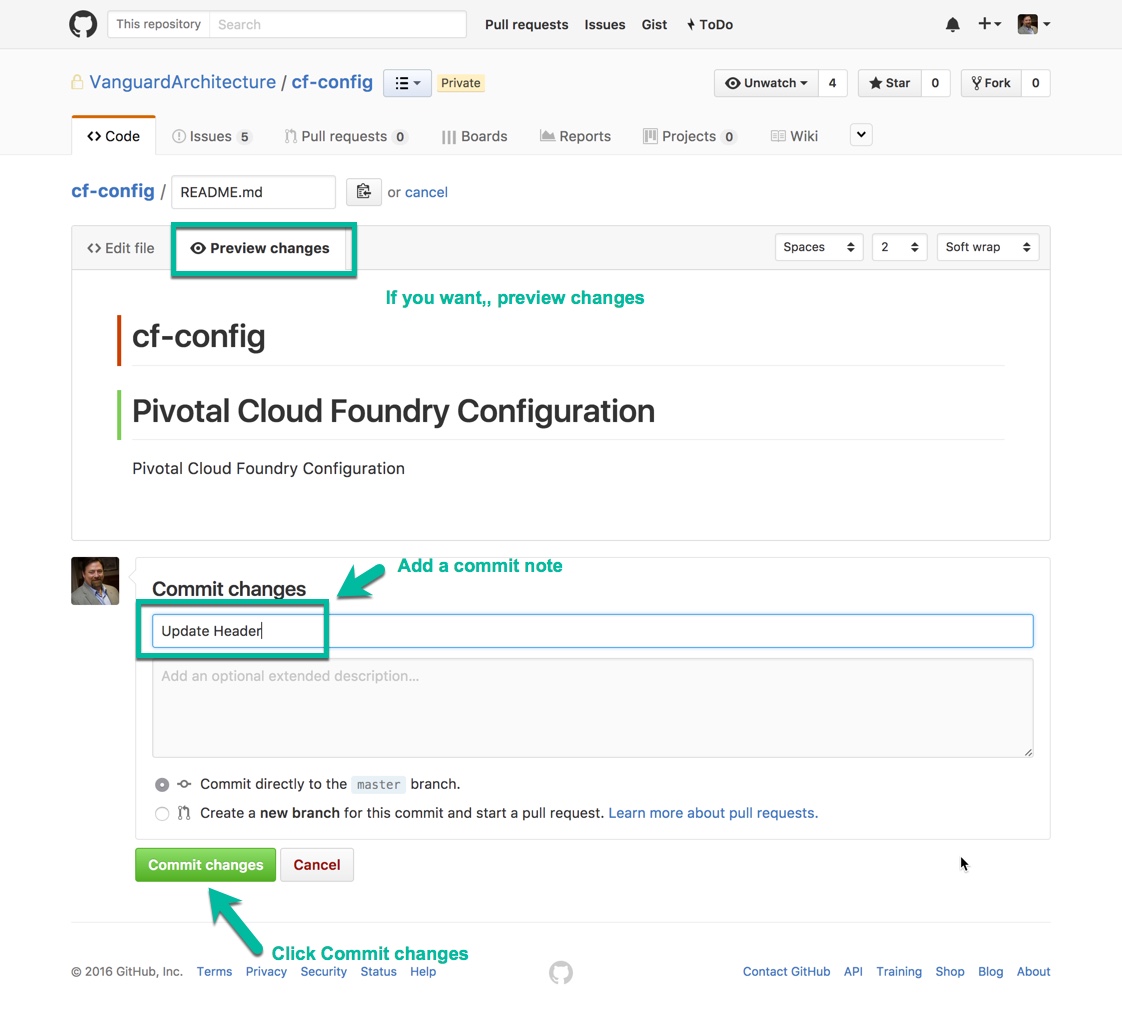 This repository Search Pull requests Issues Gist ToDo
VanguardArchitecture / cf-config Private Unwatch 4 Star 0 Fork 0
Code Issues 5 Pull requests 0 Boards Reports Projects 0 Wiki
cf-config / README.md or cancel
Edit file Preview changes Spaces 2 Soft wrap
If you want,, preview changes
cf-config
Pivotal Cloud Foundry Configuration
Pivotal Cloud Foundry Configuration
Add a commit note
Commit changes
Update Header
Add an optional extended description...
Commit directly to the master branch.
Create a new branch for this commit and start a pull request. Learn more about pull requests.
Commit changes Cancel
Click Commit changes
© 2016 GitHub, Inc. Terms Privacy Security Status Help Contact GitHub API Training Shop Blog About